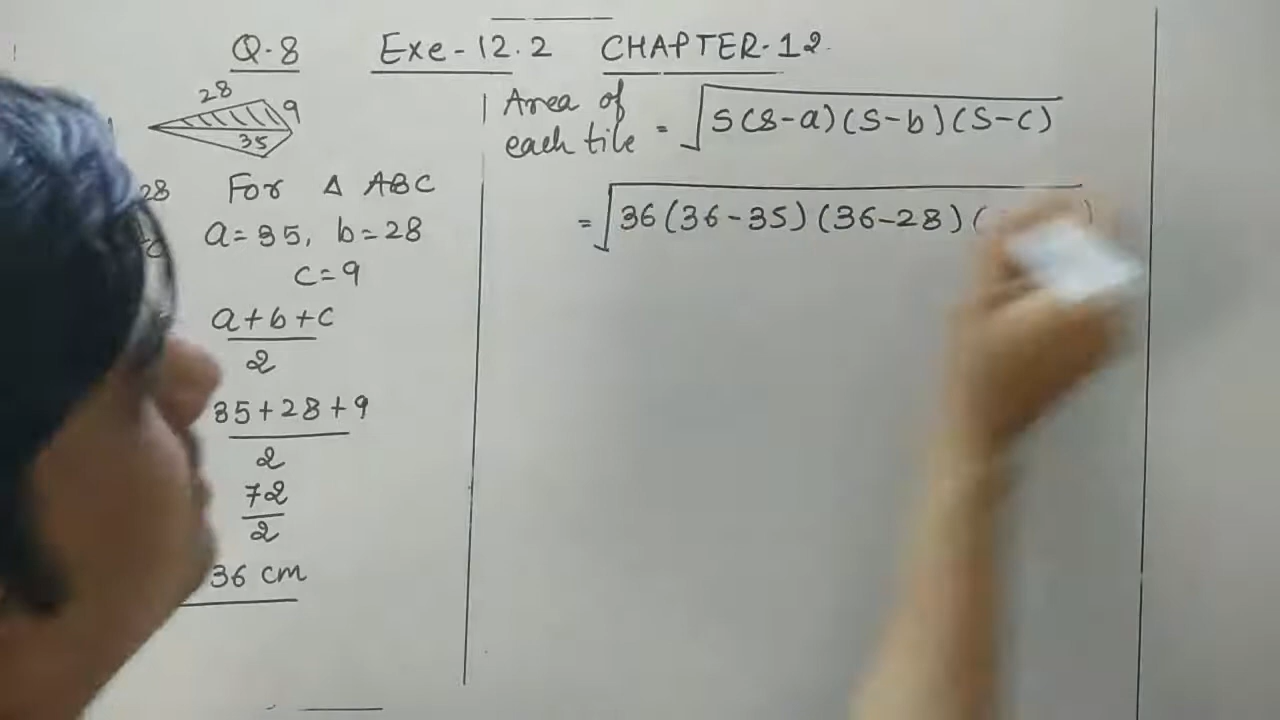 Q-8 Exe-12.2 CHAPTER-12
28
9
35
28
For Δ ABC
a=35, b=28
c=9
a+b+c
2
35+28+9
2
72
2
36 cm
Area of
each tile = √S(S-a)(S-b)(S-c)
= √36(36-35)(36-28)(